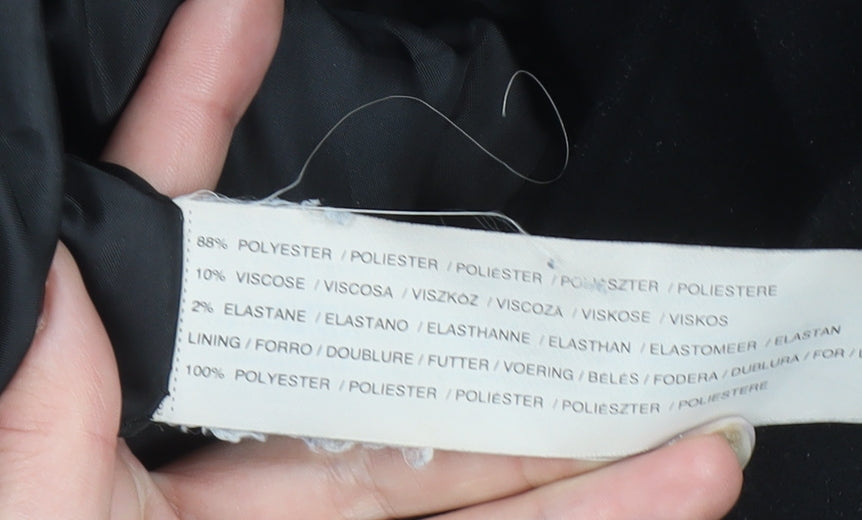 88% POLYESTER / POLIESTER / POLIÉSTER / / POLIESTERE
10% VISCOSE / VISCOSA / VISZKÓZ / VISCOZA / VISKOSE / VISKOS
2% ELASTANE / ELASTANO / ELASTHANNE / ELASTHAN / ELASTOMEER / ELASTAN
LINING / FORRO / DOUBLURE / FUTTER / VOERING / BÉLÉS / FODERA / DUBLURA / FOR /
100% POLYESTER / POLIESTER / POLIÉSTER / POLIÉSZTER / POLIESTERE